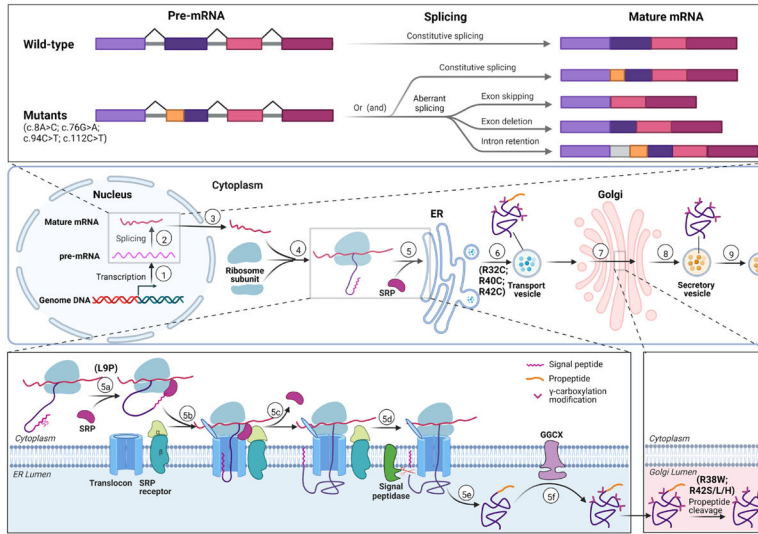 Pre-mRNA
Splicing
Mature mRNA
Wild-type
Constitutive splicing
Constitutive splicing
Mutants
(c.8A>C; c.76G>A;
c.94C>T; c.112C>T)
Or (and)
Aberrant
splicing
Exon skipping
Exon deletion
Intron retention
Nucleus
Cytoplasm
ER
Golgi
Mature mRNA
Splicing
2
3
pre-mRNA
Transcription
1
Genome DNA
Ribosome
subunit
4
5
SRP
6
(R32C;
R40C;
R42C)
Transport
vesicle
7
8
Secretory
vesicle
9
(L9P)
5a
SRP
5b
5c
5d
Signal peptide
Propeptide
γ-carboxylation
modification
Cytoplasm
ER Lumen
α
β
Translocon
SRP
receptor
Signal
peptidase
GGCX
5e
5f
Cytoplasm
Golgi Lumen
(R38W;
R42S/L/H)
Propeptide
cleavage